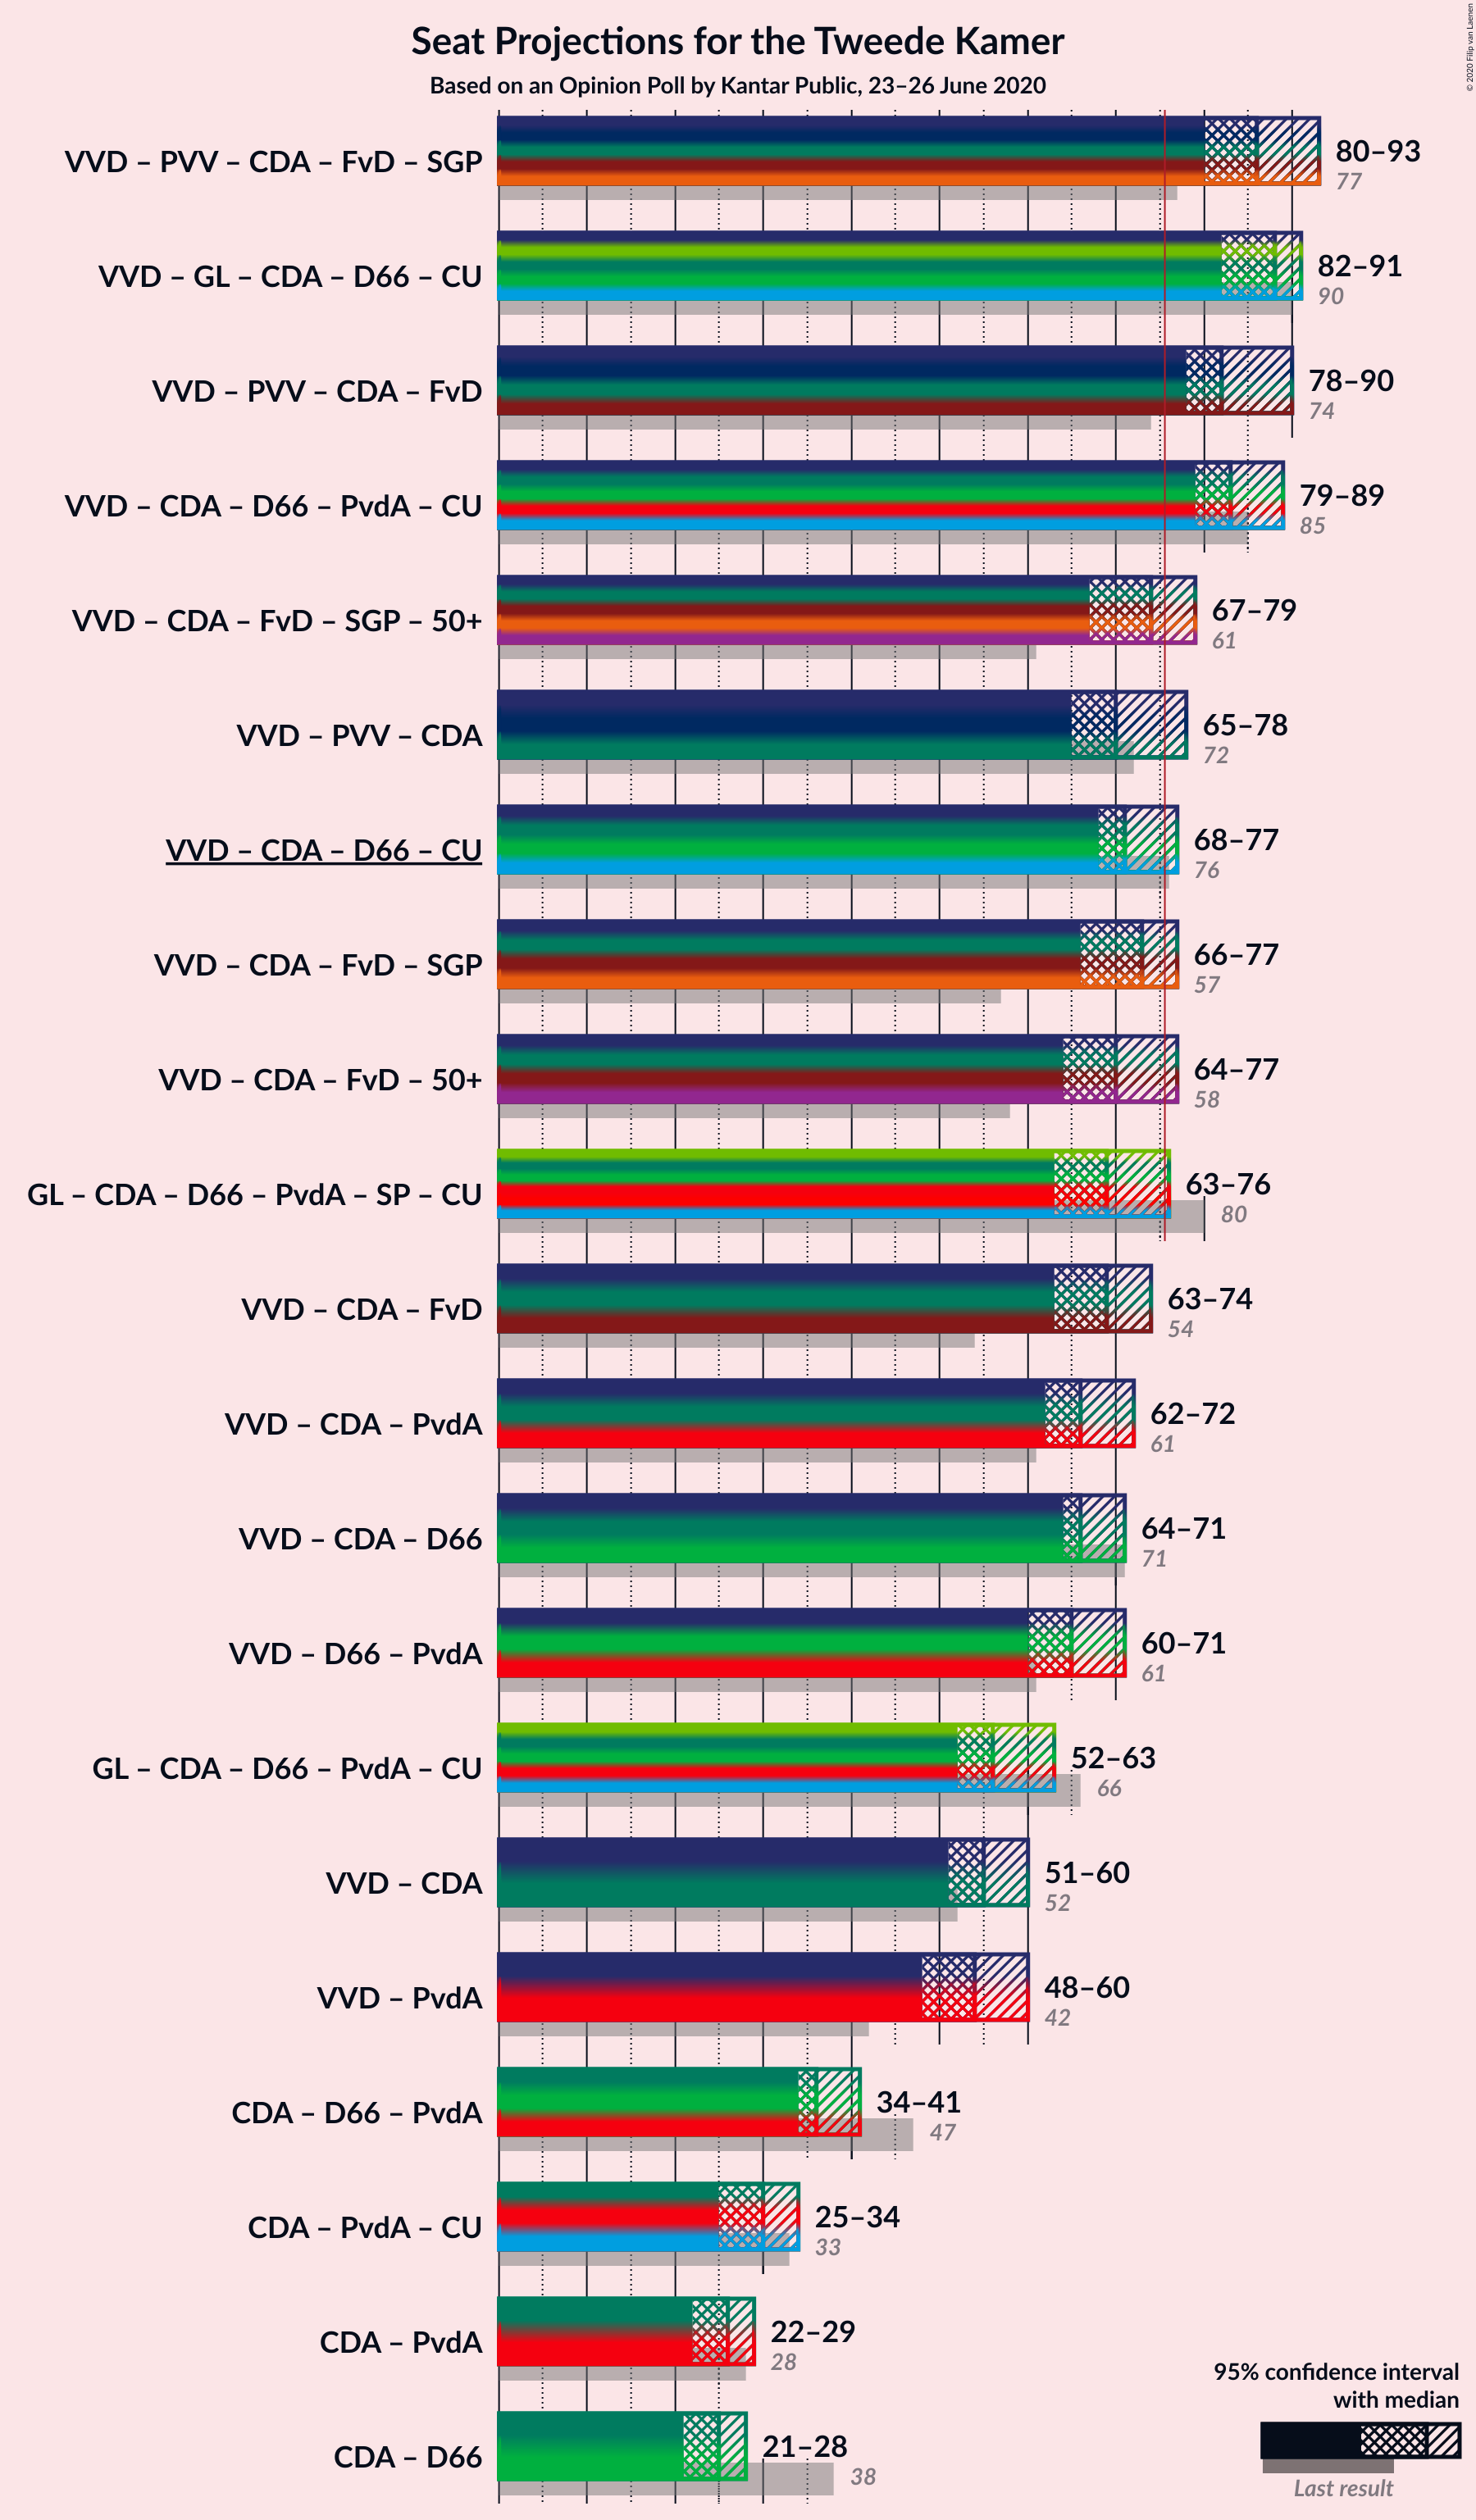 Seat Projections for the Tweede Kamer
Based on an Opinion Poll by Kantar Public, 23–26 June 2020
© 2020 Filip van Laenen
VVD – PVV – CDA – FvD – SGP
80–93
77
VVD – GL – CDA – D66 – CU
82–91
90
VVD – PVV – CDA – FvD
78–90
74
VVD – CDA – D66 – PvdA – CU
79–89
85
VVD – CDA – FvD – SGP – 50+
67–79
61
VVD – PVV – CDA
65–78
72
VVD – CDA – D66 – CU
68–77
76
VVD – CDA – FvD – SGP
66–77
57
VVD – CDA – FvD – 50+
64–77
58
GL – CDA – D66 – PvdA – SP – CU
63–76
80
VVD – CDA – FvD
63–74
54
VVD – CDA – PvdA
62–72
61
VVD – CDA – D66
64–71
71
VVD – D66 – PvdA
60–71
61
GL – CDA – D66 – PvdA – CU
52–63
66
VVD – CDA
51–60
52
VVD – PvdA
48–60
42
CDA – D66 – PvdA
34–41
47
CDA – PvdA – CU
25–34
33
CDA – PvdA
22–29
28
CDA – D66
21–28
38
95% confidence interval
with median
Last result